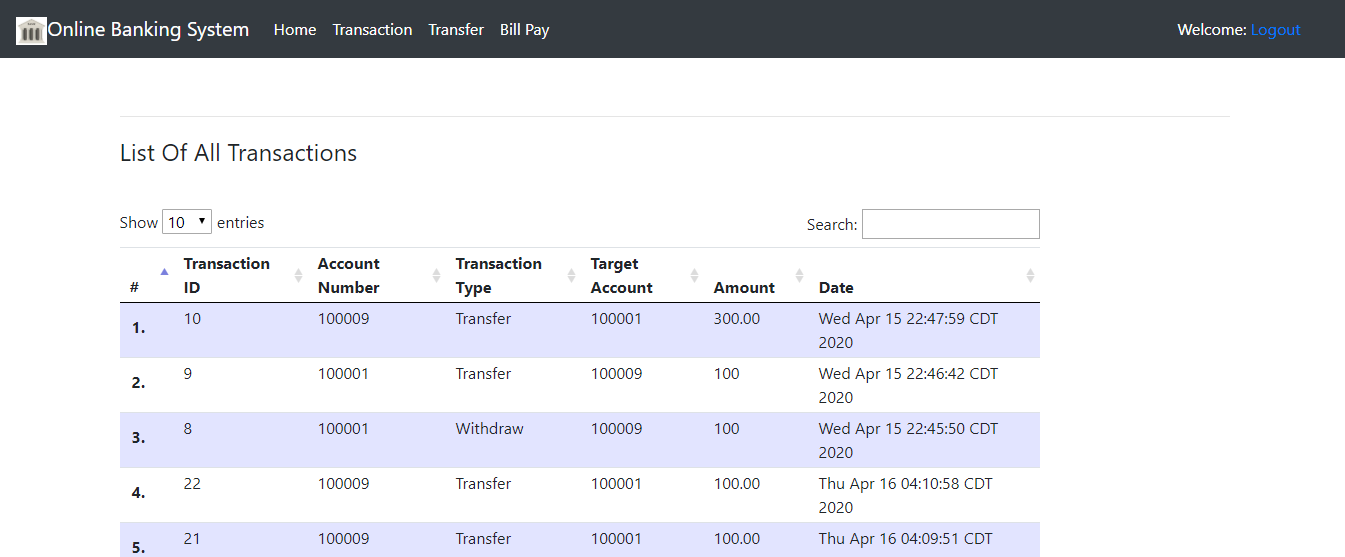 Online Banking System Home Transaction Transfer Bill Pay Welcome: Logout
List Of All Transactions
Show 10 entries Search:
# Transaction ID Account Number Transaction Type Target Account Amount Date
1. 10 100009 Transfer 100001 300.00 Wed Apr 15 22:47:59 CDT 2020
2. 9 100001 Transfer 100009 100 Wed Apr 15 22:46:42 CDT 2020
3. 8 100001 Withdraw 100009 100 Wed Apr 15 22:45:50 CDT 2020
4. 22 100009 Transfer 100001 100.00 Thu Apr 16 04:10:58 CDT 2020
5. 21 100009 Transfer 100001 100.00 Thu Apr 16 04:09:51 CDT